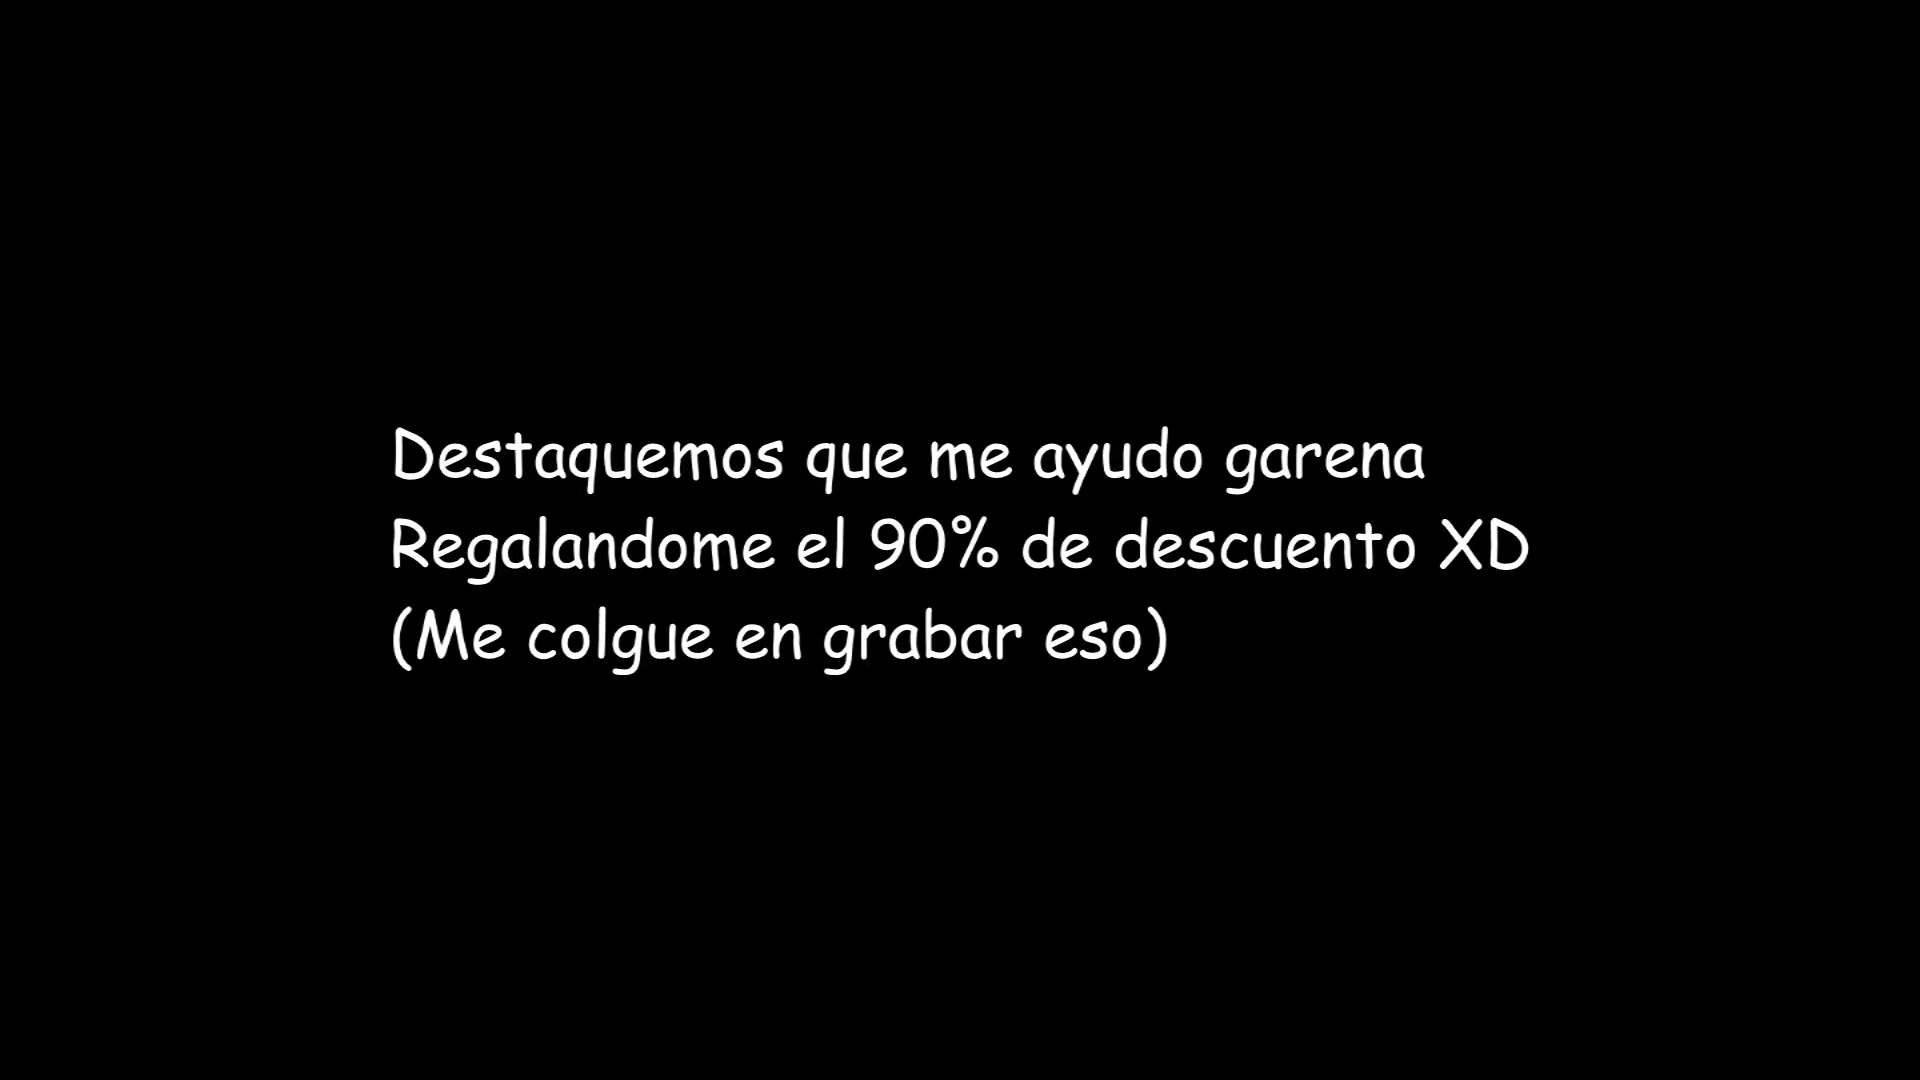 Destaquemos que me ayudo garena
Regalandome el 90% de descuento XD
(Me colgue en grabar eso)